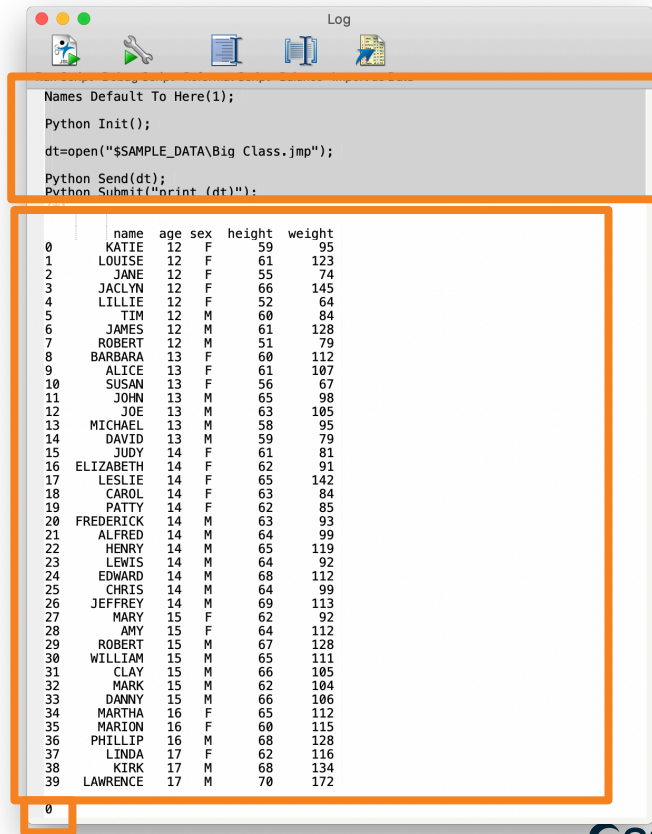 Log
Names Default To Here(1);
Python Init();
dt=open("$SAMPLE_DATA\Big Class.jmp");
Python Send(dt);
Python Submit("print (dt)");
name age sex height weight
0 KATIE 12 F 59 95
1 LOUISE 12 F 61 123
2 JANE 12 F 55 74
3 JACLYN 12 F 66 145
4 LILLIE 12 F 52 64
5 TIM 12 M 60 84
6 JAMES 12 M 61 128
7 ROBERT 12 M 51 79
8 BARBARA 13 F 60 112
9 ALICE 13 F 61 107
10 SUSAN 13 F 56 67
11 JOHN 13 M 65 98
12 JOE 13 M 63 105
13 MICHAEL 13 M 58 95
14 DAVID 13 M 59 79
15 JUDY 14 F 61 81
16 ELIZABETH 14 F 62 91
17 LESLIE 14 F 65 142
18 CAROL 14 F 63 84
19 PATTY 14 F 62 85
20 FREDERICK 14 M 63 93
21 ALFRED 14 M 64 99
22 HENRY 14 M 65 119
23 LEWIS 14 M 64 92
24 EDWARD 14 M 68 112
25 CHRIS 14 M 64 99
26 JEFFREY 14 M 69 113
27 MARY 15 F 62 92
28 AMY 15 F 64 112
29 ROBERT 15 M 67 128
30 WILLIAM 15 M 65 111
31 CLAY 15 M 66 105
32 MARK 15 M 62 104
33 DANNY 15 M 66 106
34 MARTHA 16 F 65 112
35 MARION 16 F 60 115
36 PHILLIP 16 M 68 128
37 LINDA 17 F 62 116
38 KIRK 17 M 68 134
39 LAWRENCE 17 M 70 172
0